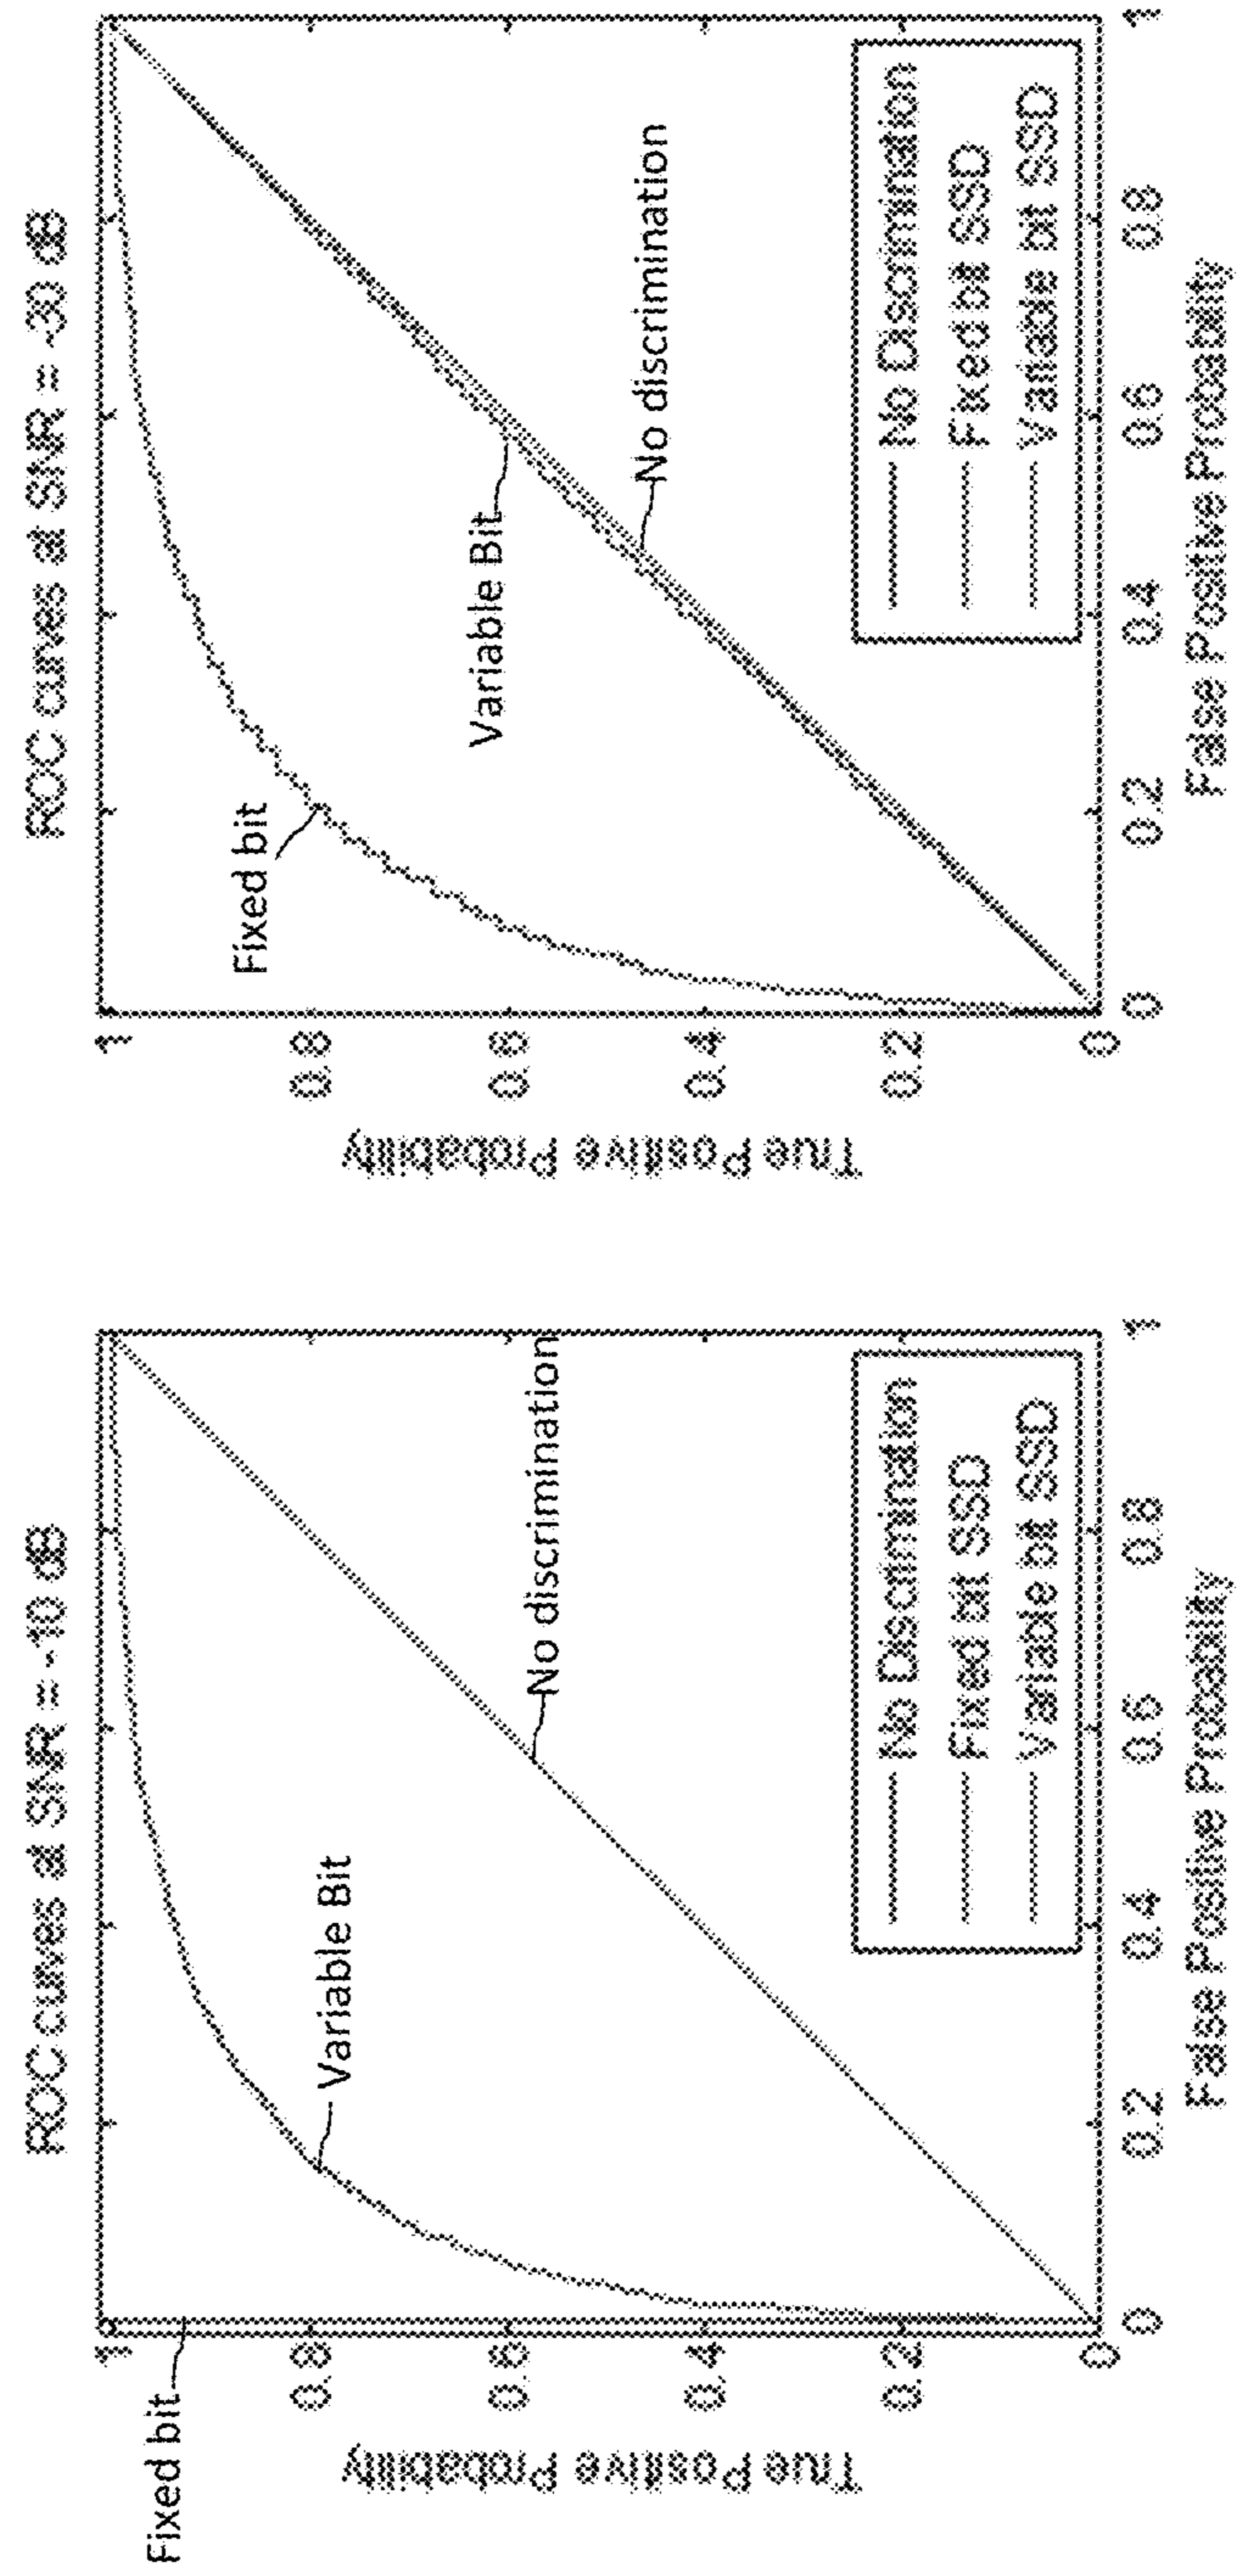 ROC curves at SNR = -10 dB
Fixed bit
True Positive Probability
1
0.8
0.6
0.4
0.2
0
Variable Bit
No discrimination
No Discrimination
Fixed bit SSD
Variable bit SSD
0
0.2
0.4
0.6
0.8
1
False Positive Probability
ROC curves at SNR = -30 dB
True Positive Probability
1
0.8
0.6
0.4
0.2
0
Fixed bit
Variable Bit
No discrimination
No Discrimination
Fixed bit SSD
Variable bit SSD
0
0.2
0.4
0.6
0.8
1
False Positive Probability